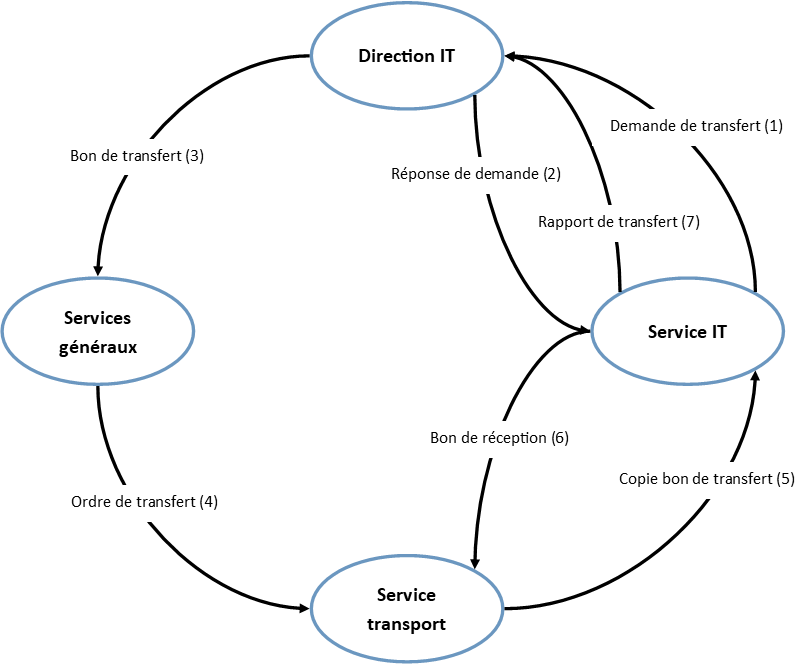 Direction IT
Demande de transfert (1)
Bon de transfert (3)
Réponse de demande (2)
Rapport de transfert (7)
Services
généraux
Service IT
Bon de réception (6)
Copie bon de transfert (5)
Ordre de transfert (4)
Service
transport